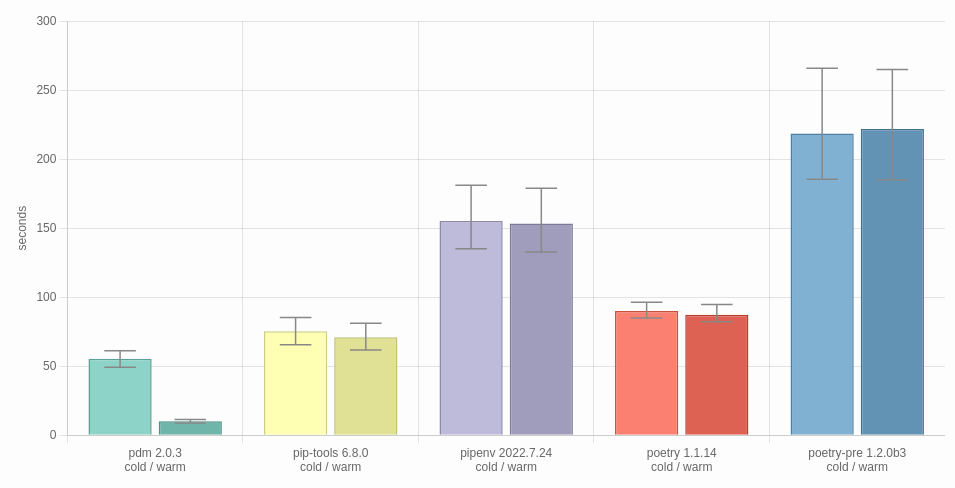 300
250
200
150
100
50
0
seconds
pdm 2.0.3
cold / warm
pip-tools 6.8.0
cold / warm
pipenv 2022.7.24
cold / warm
poetry 1.1.14
cold / warm
poetry-pre 1.2.0b3
cold / warm